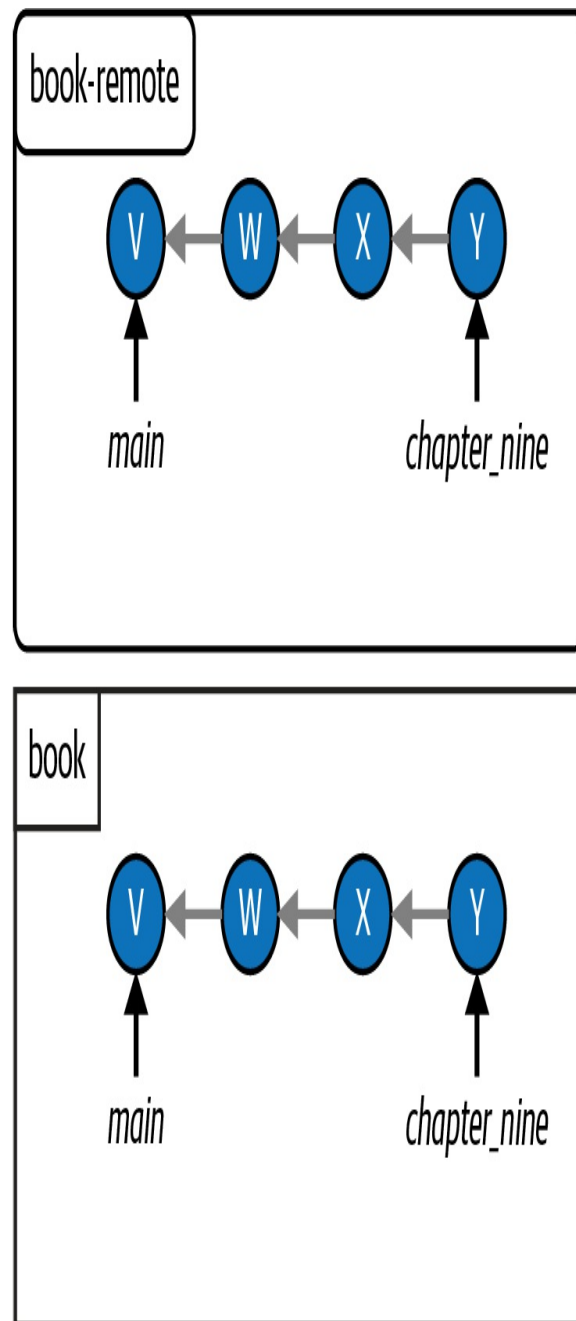 book-remote
V W X Y
main chapter_nine
book
V W X Y
main chapter_nine